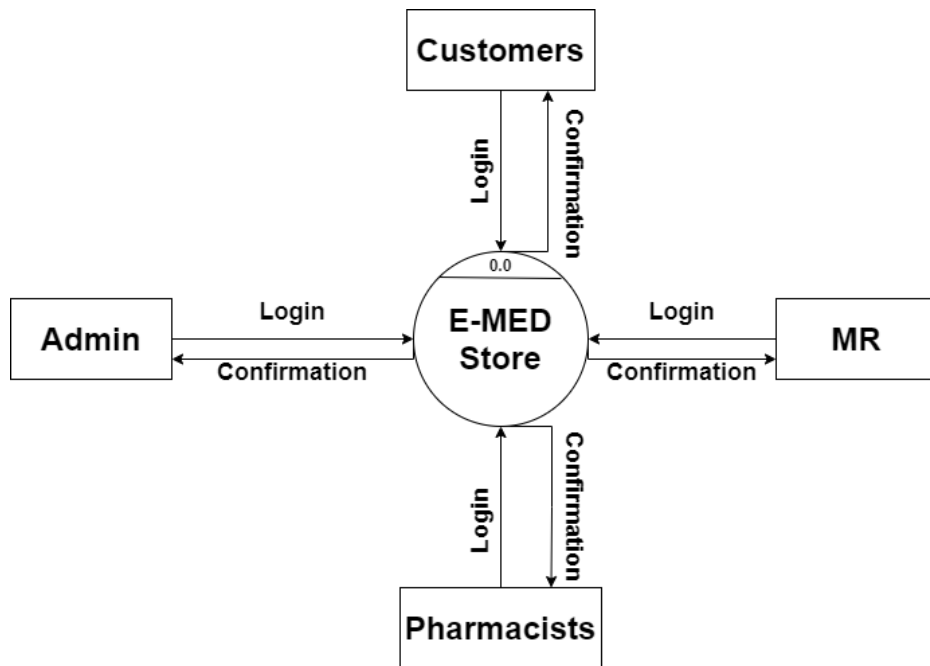 Customers
Login
Confirmation
0.0
E-MED
Store
Login
Admin
Confirmation
Login
MR
Confirmation
Login
Confirmation
Pharmacists